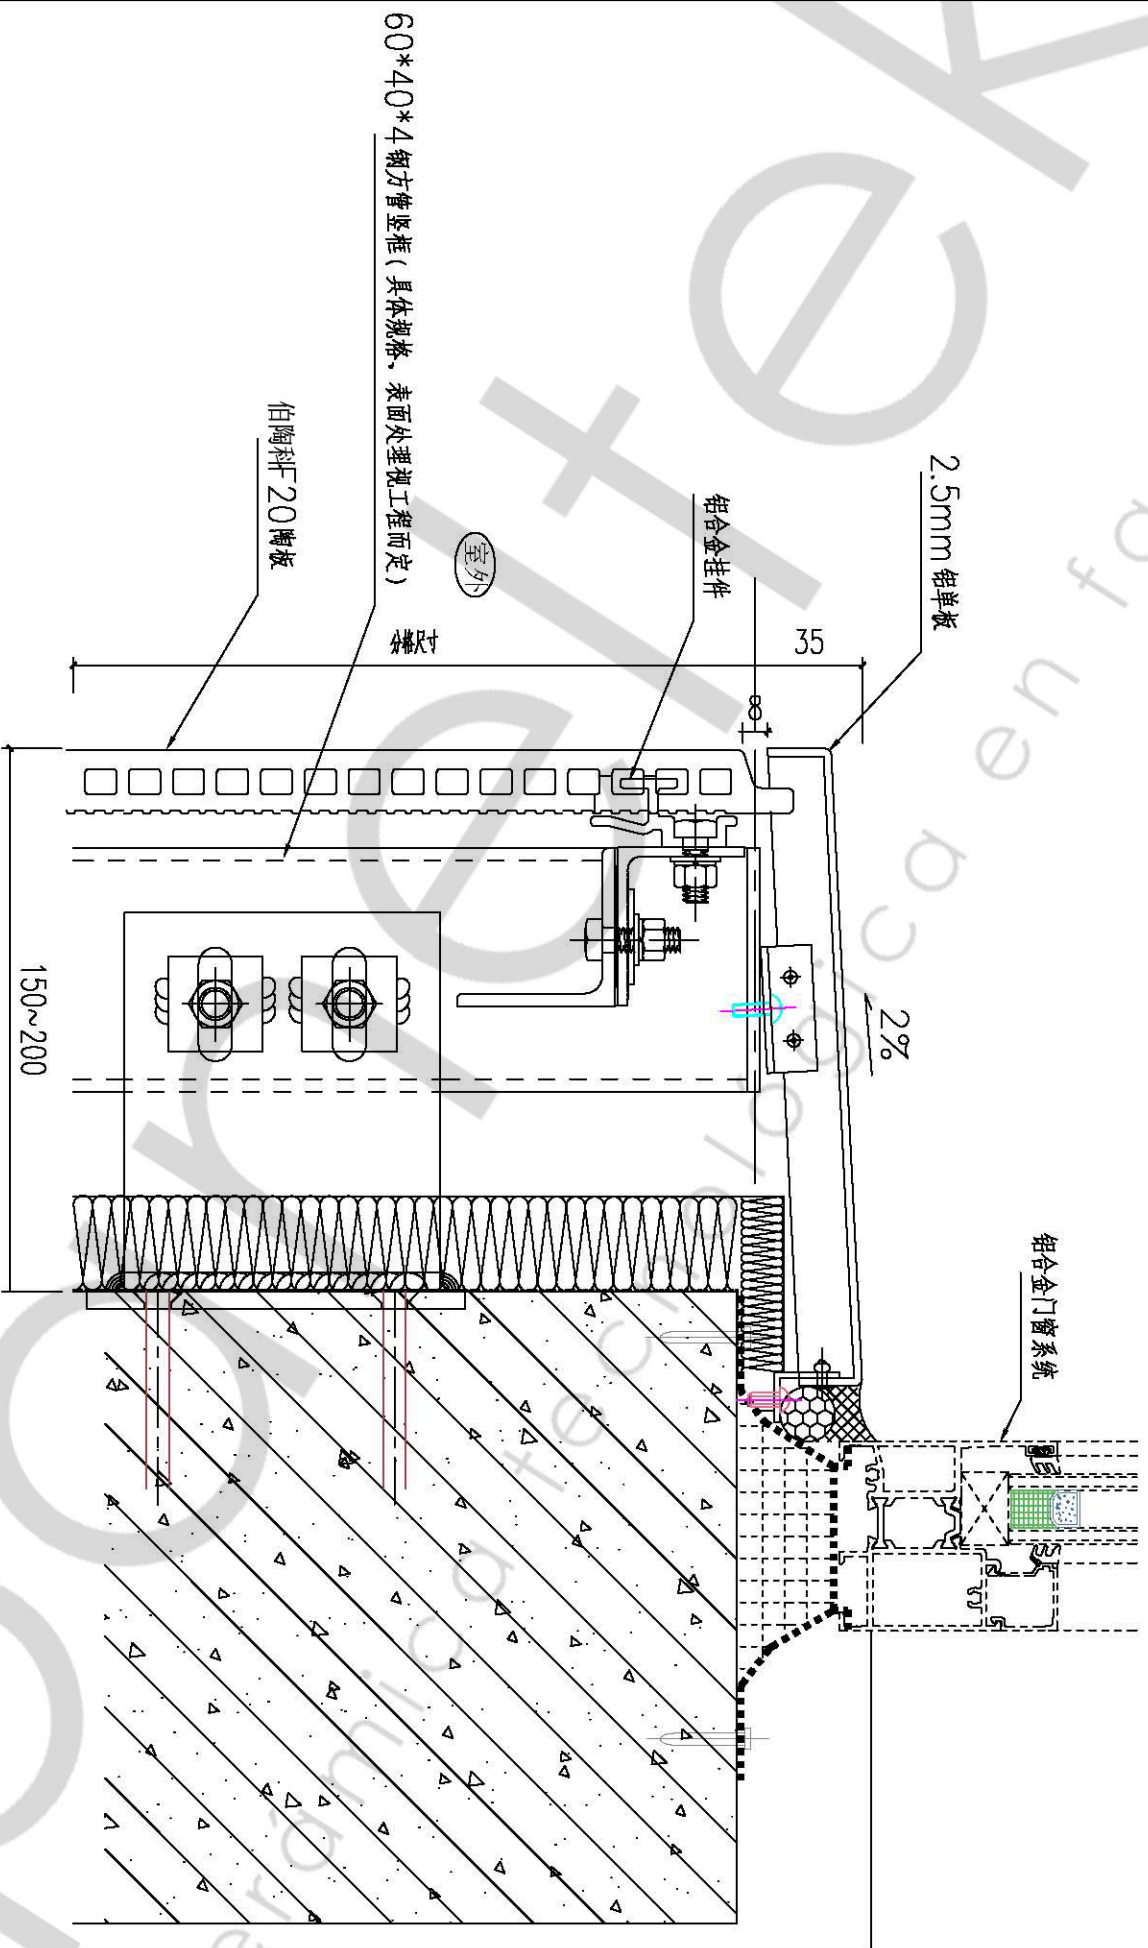 60*40*4钢方管竖框(具体规格、表面处理视工程而定)
伯陶科F20陶板
室外
铝合金挂件
2.5mm 铝单板
分格尺寸
35
8
2%
150~200
铝合金门窗系统